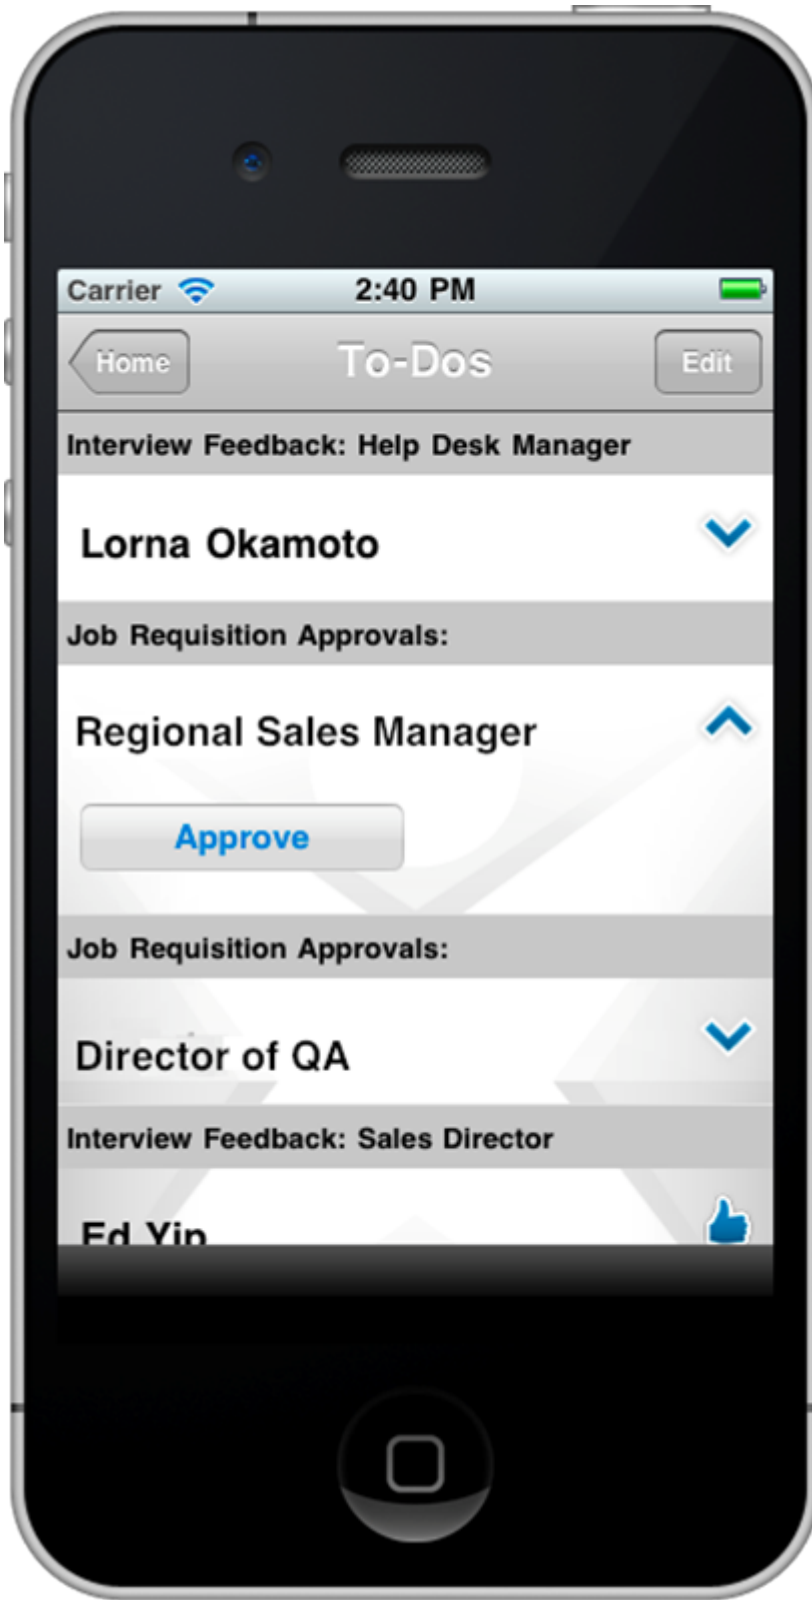 Carrier 2:40 PM
Home To-Dos Edit
Interview Feedback: Help Desk Manager
Lorna Okamoto
Job Requisition Approvals:
Regional Sales Manager
Approve
Job Requisition Approvals:
Director of QA
Interview Feedback: Sales Director
Ed Yip